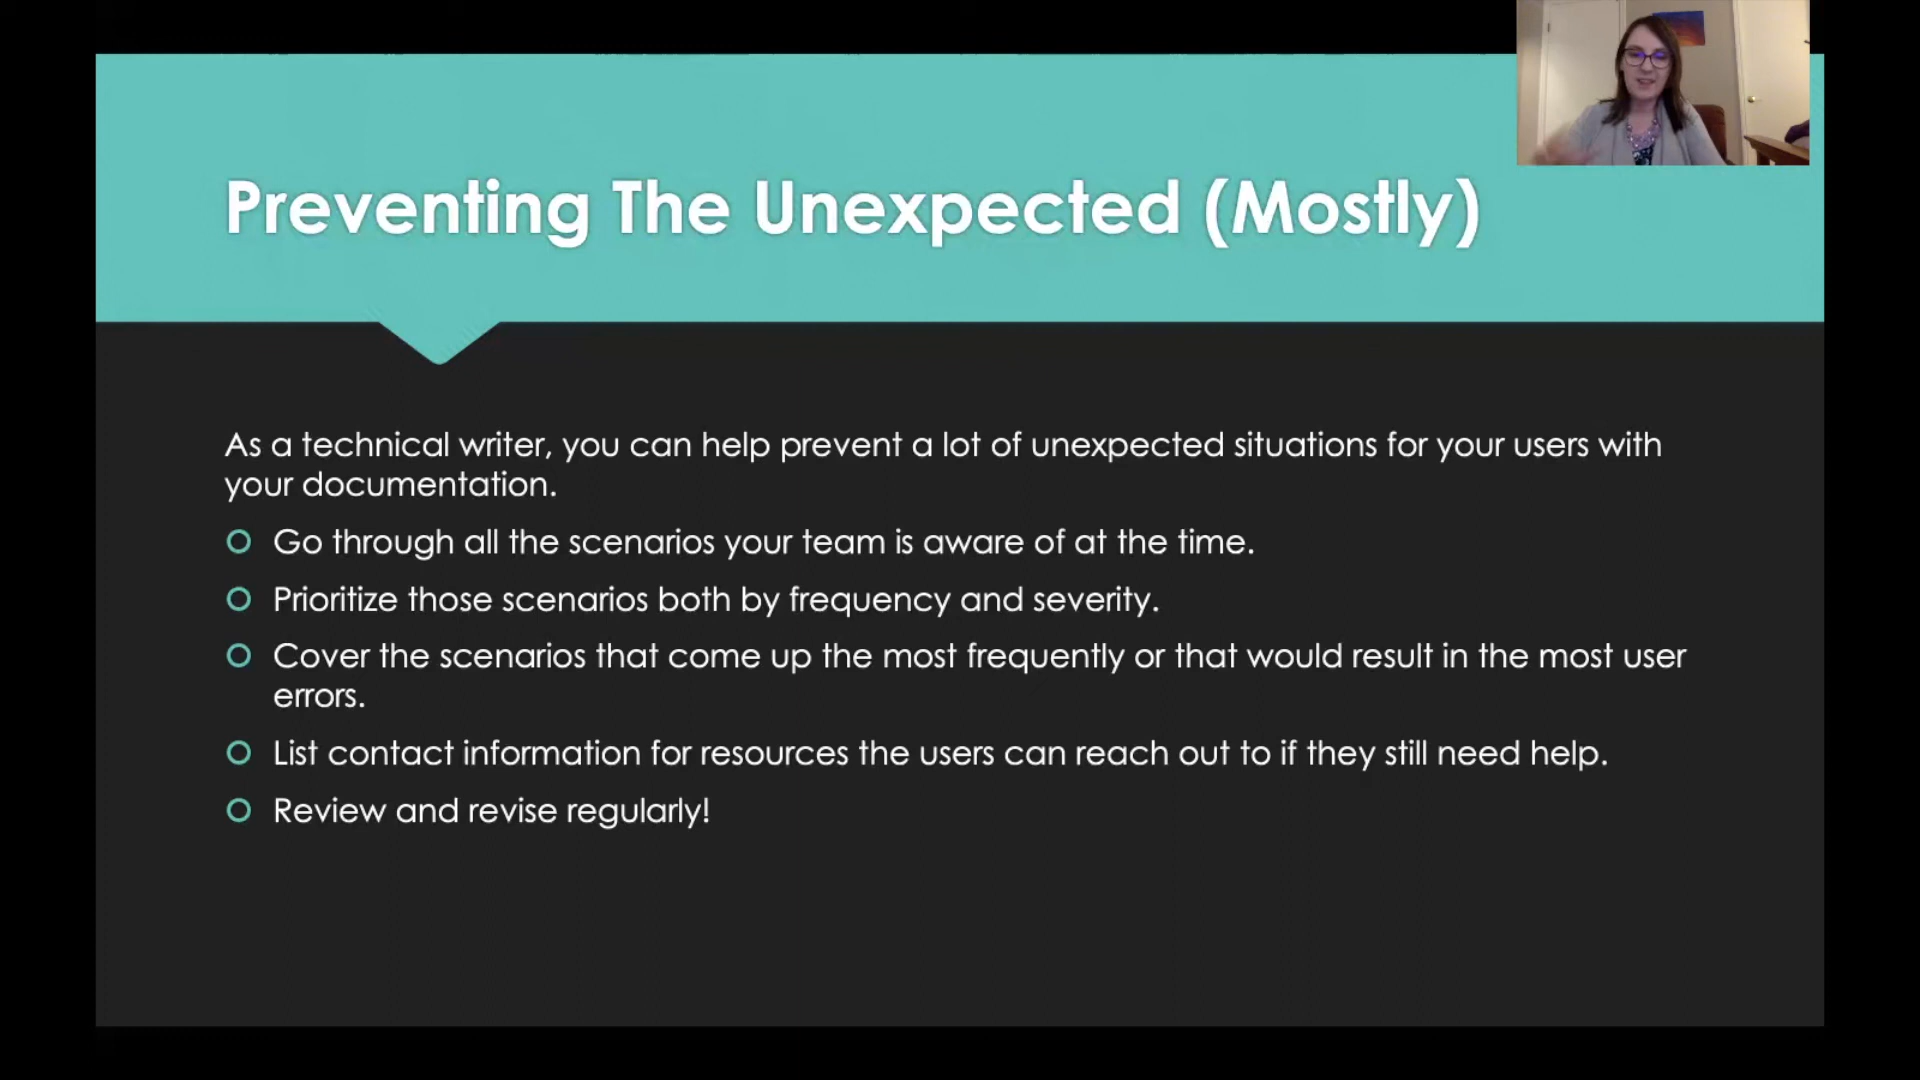 Preventing The Unexpected (Mostly)
As a technical writer, you can help prevent a lot of unexpected situations for your users with
your documentation.
Go through all the scenarios your team is aware of at the time.
Prioritize those scenarios both by frequency and severity.
Cover the scenarios that come up the most frequently or that would result in the most user
errors.
List contact information for resources the users can reach out to if they still need help.
Review and revise regularly!